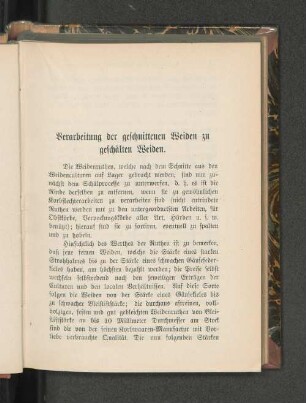 Verarbeitung der geschnittenen Weiden zu
geschälten Weiden.
Die Weidenruthen, welche nach dem Schnitte aus den
Weidenculturen auf Lager gebracht werden, sind nun zu-
nächst dem Schälprocesse zu unterwerfen, d. h. es ist die
Rinde derselben zu entfernen, wenn sie zu gewöhnlichen
Korbflechterarbeiten zu verarbeiten sind (nicht entrindete
Ruthen werden nur zu den untergeordnetsten Arbeiten, für
Obstkörbe, Verpackungskörbe aller Art, Hürden u. s. w.
benützt); hierauf sind sie zu sortiren, eventuell zu spalten
und zu hobeln.
Hinsichtlich des Werthes der Ruthen ist zu bemerken,
daß jene feinen Weiden, welche die Stärke eines starken
Strohhalmes bis zu der Stärke eines schwachen Gänsefeder-
kieles haben, am höchsten bezahlt werden; die Preise selbst
wechseln selbstredend nach den jeweiligen Erträgen der
Culturen und den localen Verhältnissen. Auf diese Sorte
folgen die Weiden von der Stärke eines Gänsekieles bis
zu schwacher Bleistiftstärke; die durchaus astreinen, voll-
holzigen, festen und gut gebleichten Weidenruthen von Blei-
stiftstärke an bis 10 Millimeter Durchmesser am Stock
sind die von der feinen Korbwaaren-Manufactur mit Vor-
liebe verbrauchte Qualität. Die nun folgenden Stärken